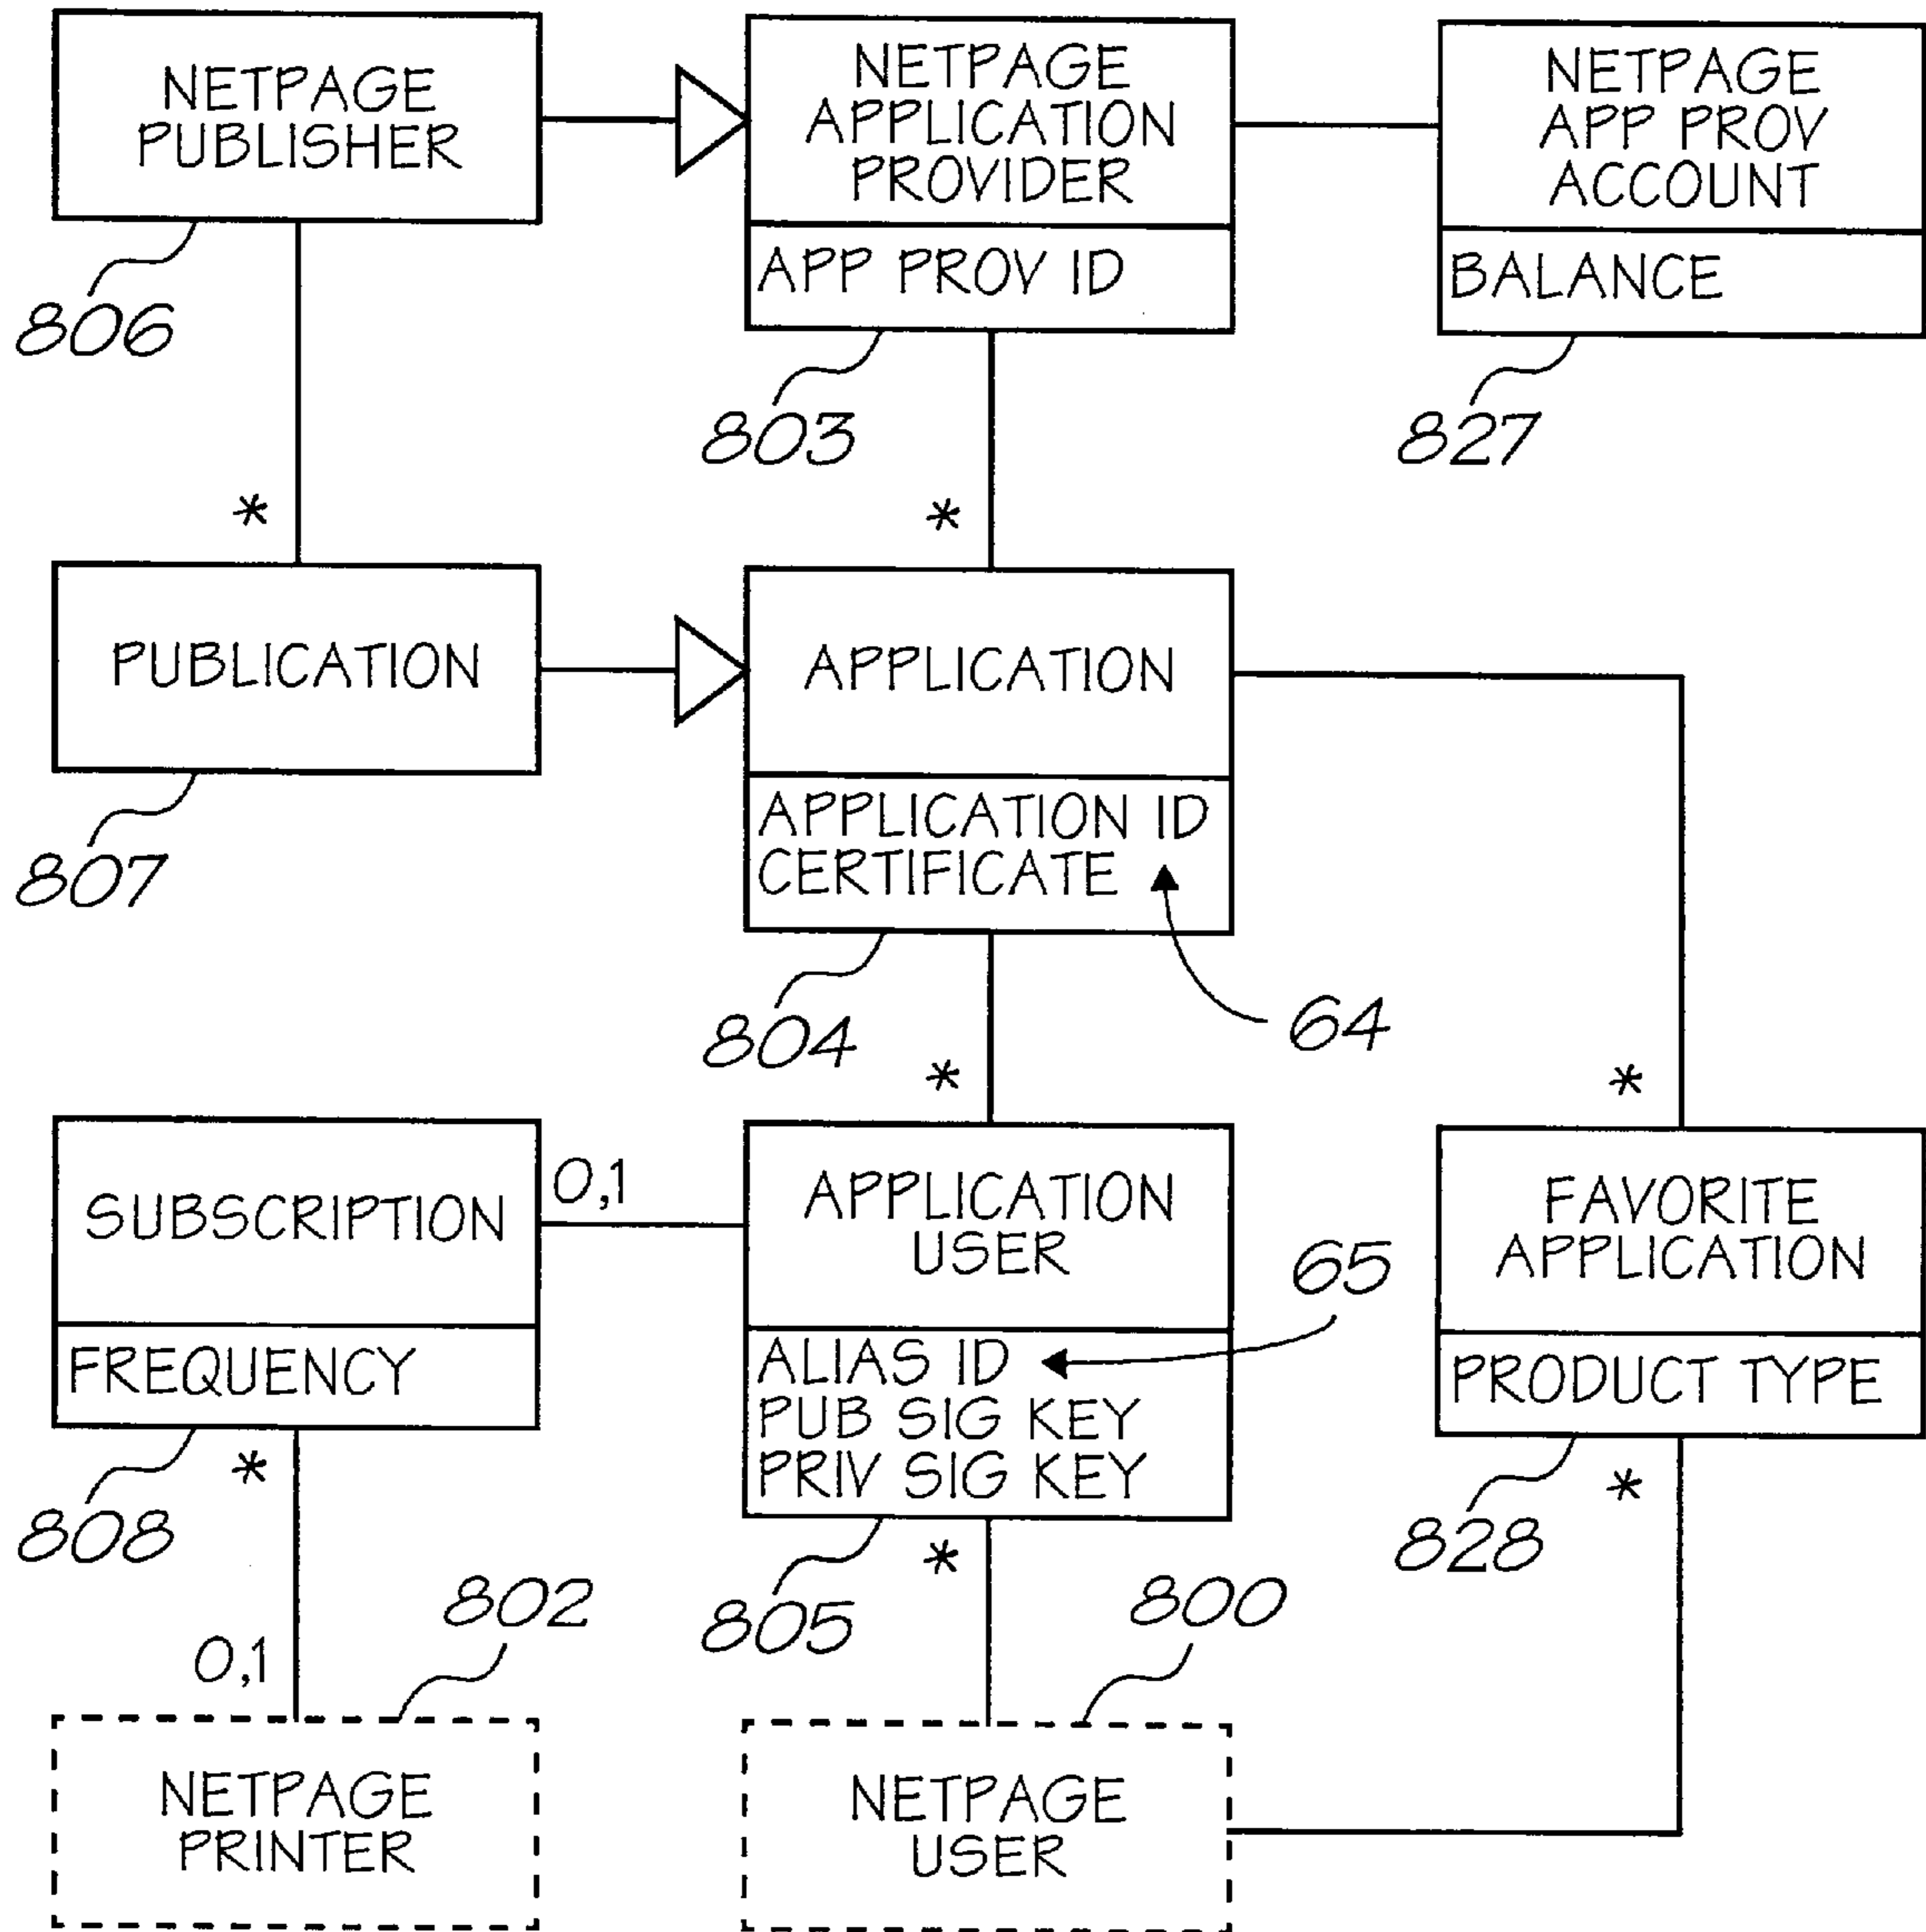 NETPAGE
PUBLISHER
806
NETPAGE
APPLICATION
PROVIDER
APP PROV ID
803
NETPAGE
APP PROV
ACCOUNT
BALANCE
827
*
*
PUBLICATION
807
APPLICATION
APPLICATION ID
CERTIFICATE
804
64
*
*
SUBSCRIPTION
FREQUENCY
808
0,1
APPLICATION
USER
ALIAS ID
PUB SIG KEY
PRIV SIG KEY
805
65
FAVORITE
APPLICATION
PRODUCT TYPE
828
*
*
*
0,1
802
800
NETPAGE
PRINTER
NETPAGE
USER